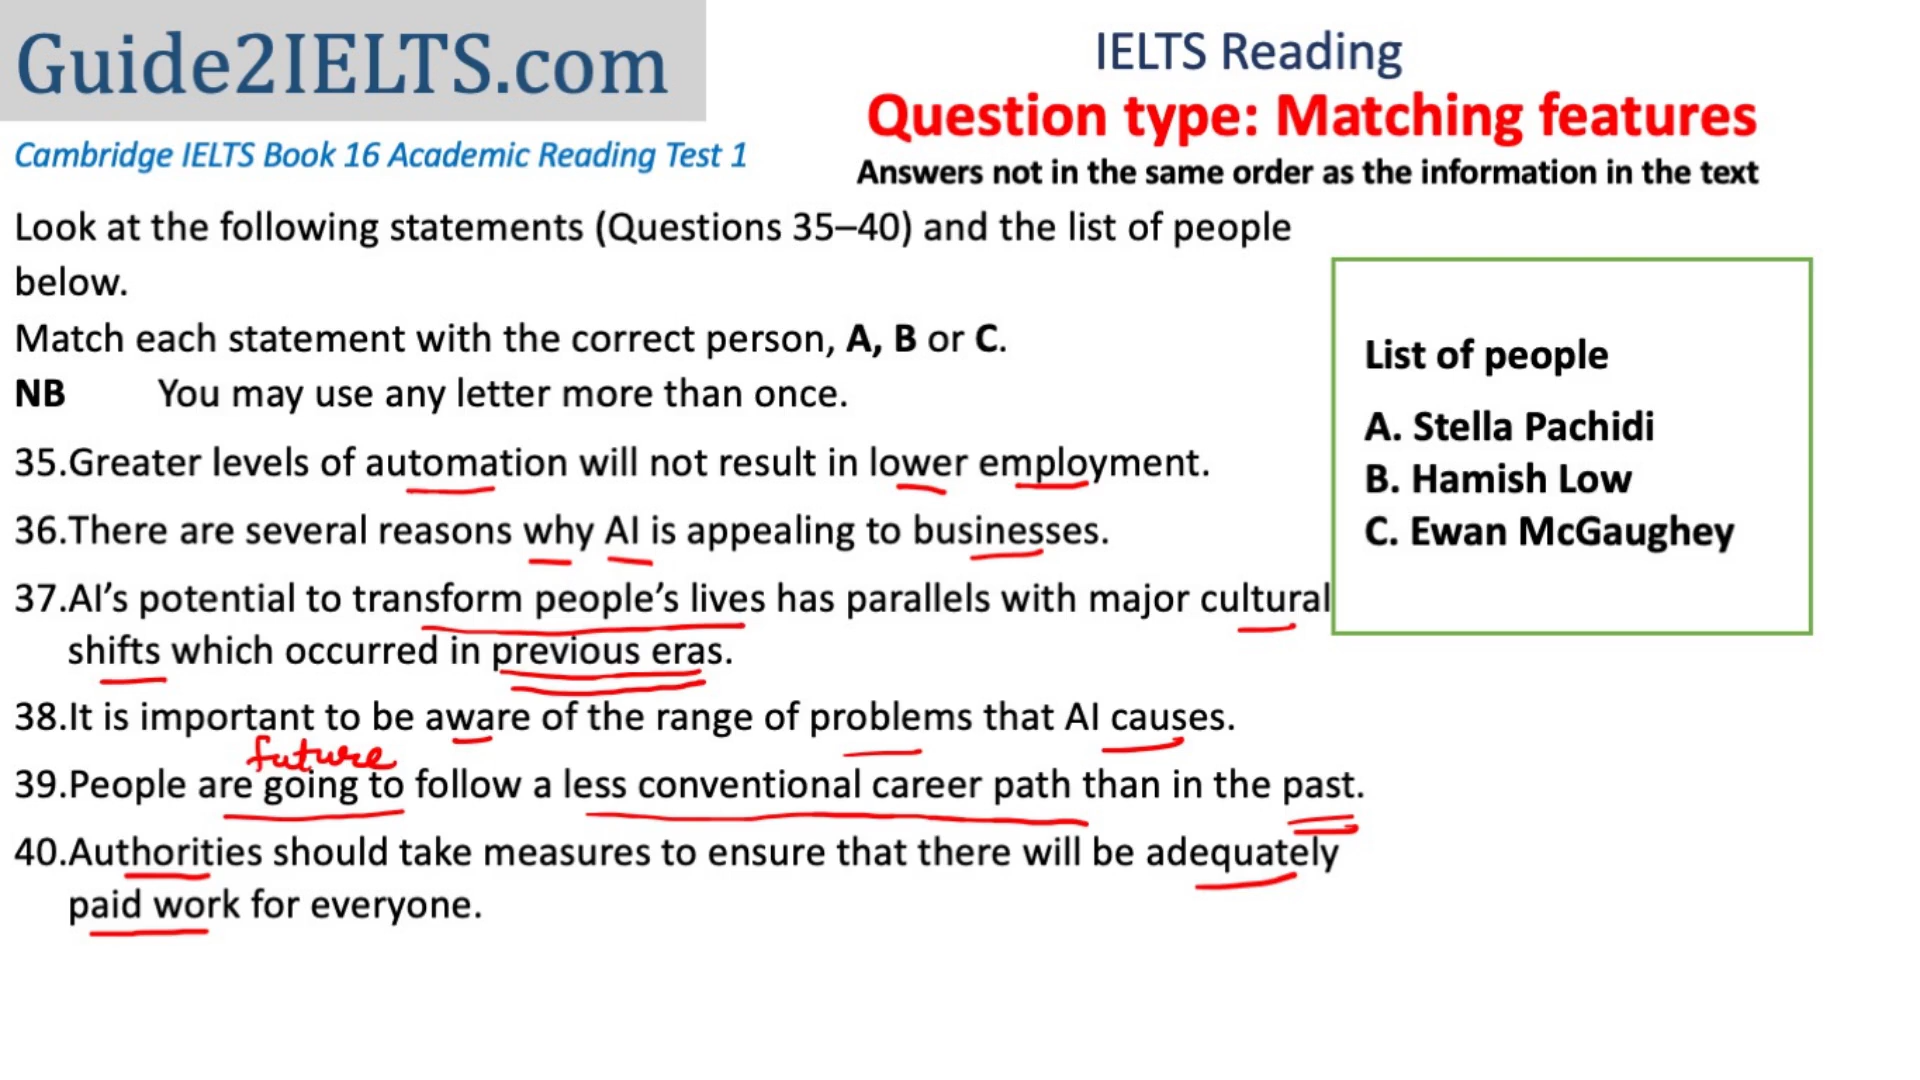 Guide2IELTS.com
IELTS Reading
Question type: Matching features
Cambridge IELTS Book 16 Academic Reading Test 1
Answers not in the same order as the information in the text
Look at the following statements (Questions 35–40) and the list of people
below.
Match each statement with the correct person, A, B or C.
NB You may use any letter more than once.
35.Greater levels of automation will not result in lower employment.
36.There are several reasons why AI is appealing to businesses.
37.AI’s potential to transform people’s lives has parallels with major cultural
shifts which occurred in previous eras.
38.It is important to be aware of the range of problems that AI causes.
future
39.People are going to follow a less conventional career path than in the past.
40.Authorities should take measures to ensure that there will be adequately
paid work for everyone.
List of people
A. Stella Pachidi
B. Hamish Low
C. Ewan McGaughey